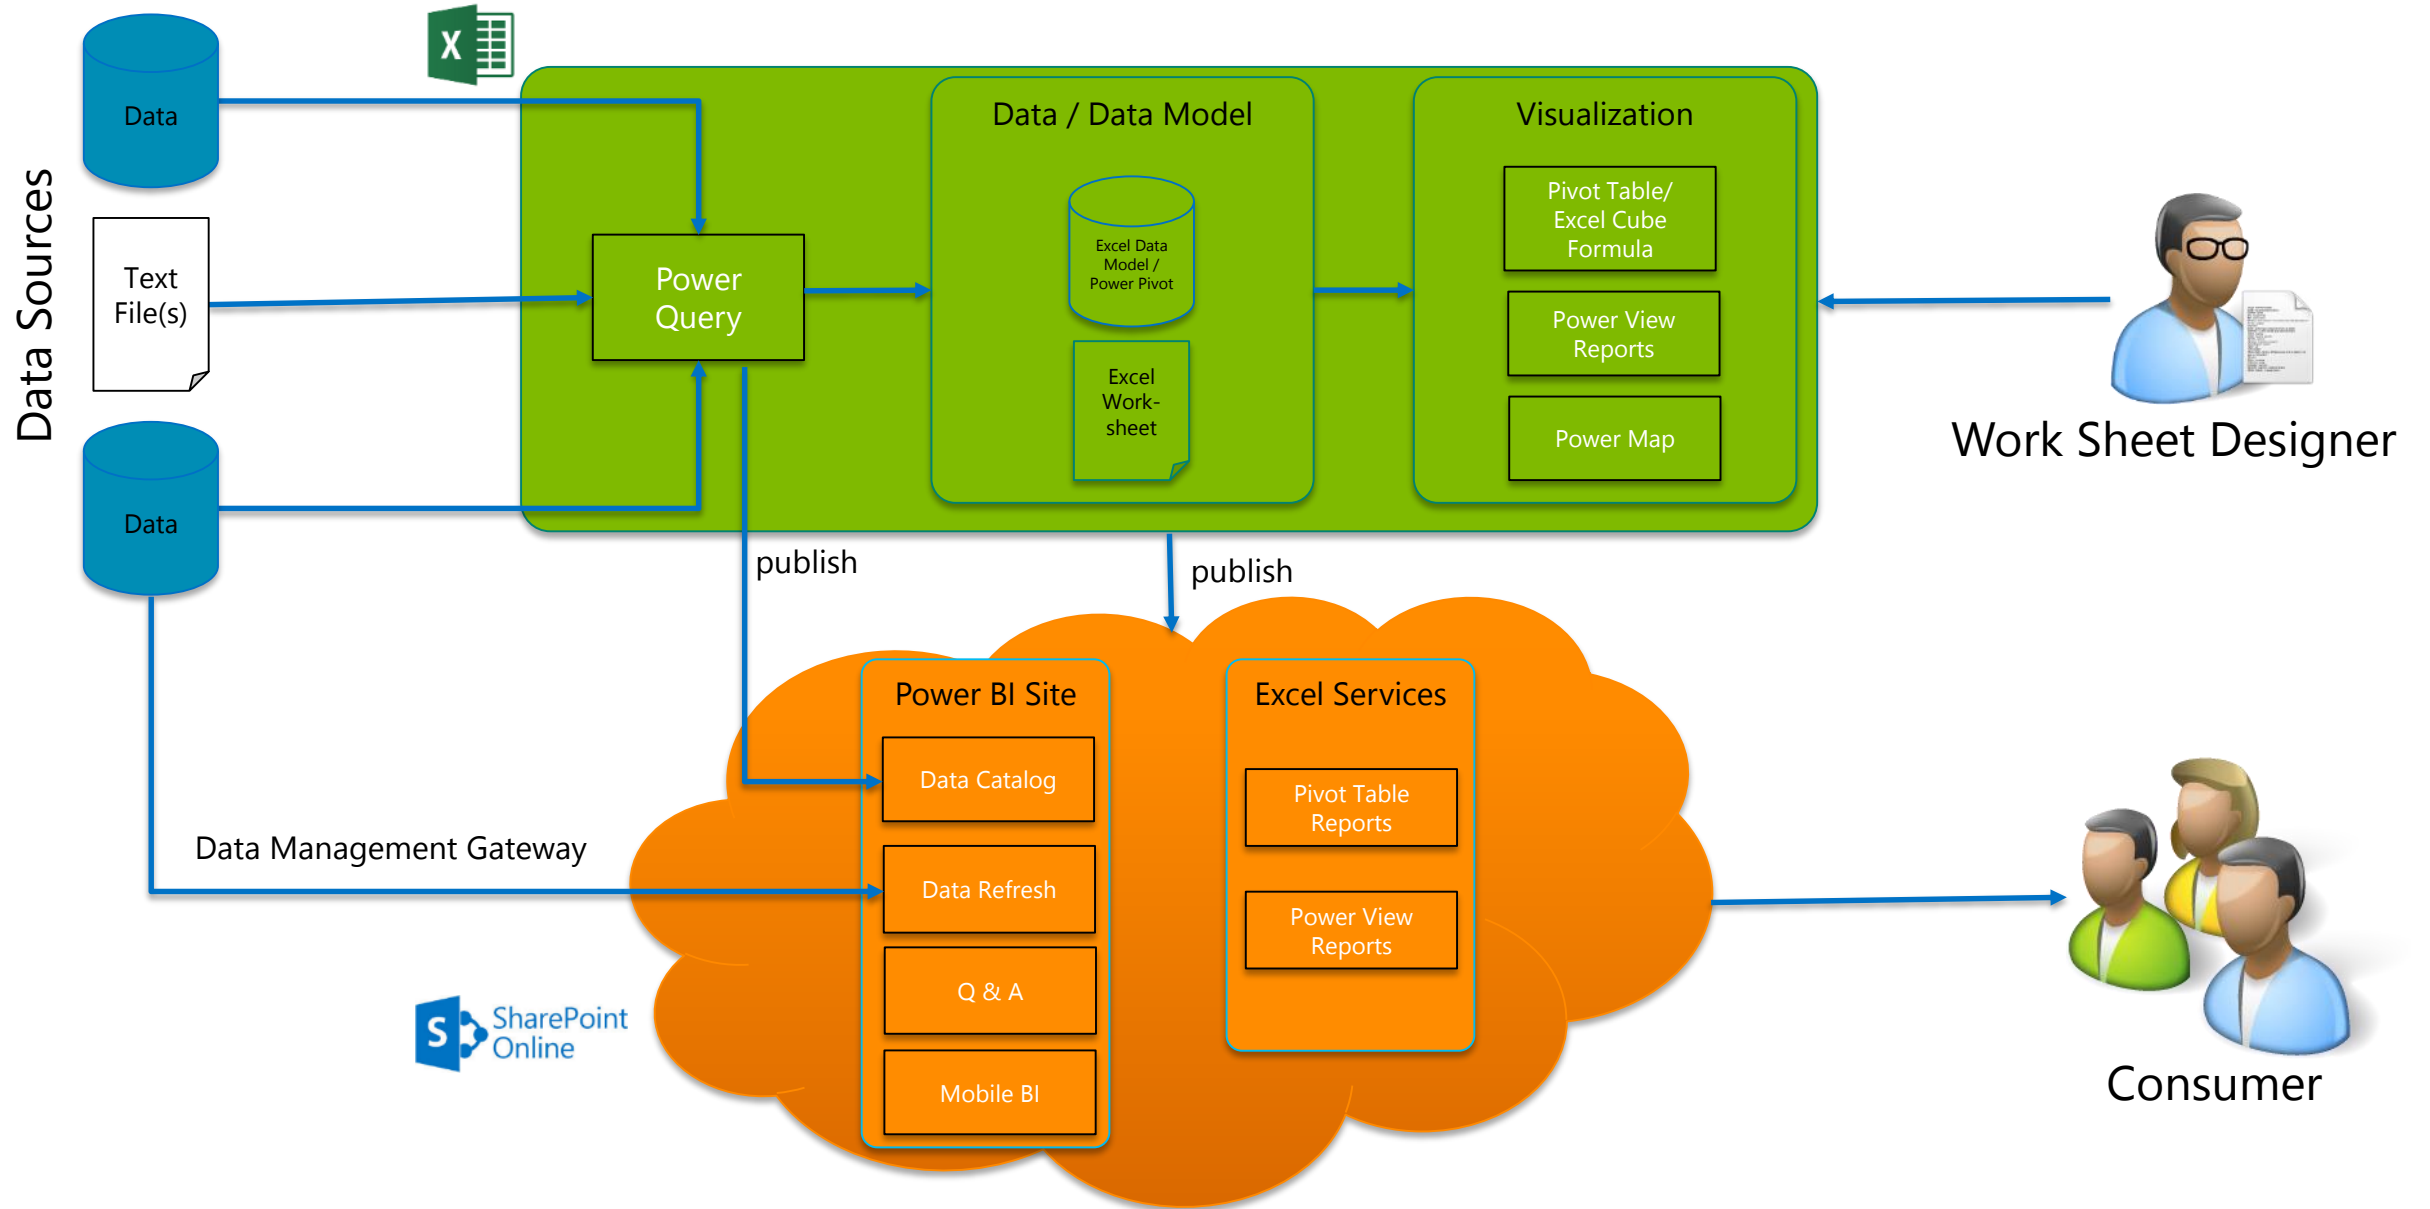 Data Sources
Data
Text
File(s)
Data
X
Power
Query
Data / Data Model
Excel Data
Model /
Power Pivot
Excel
Work-
sheet
Visualization
Pivot Table/
Excel Cube
Formula
Power View
Reports
Power Map
Work Sheet Designer
publish
publish
Power BI Site
Data Catalog
Data Refresh
Q & A
Mobile BI
Excel Services
Pivot Table
Reports
Power View
Reports
Data Management Gateway
S
SharePoint
Online
Consumer